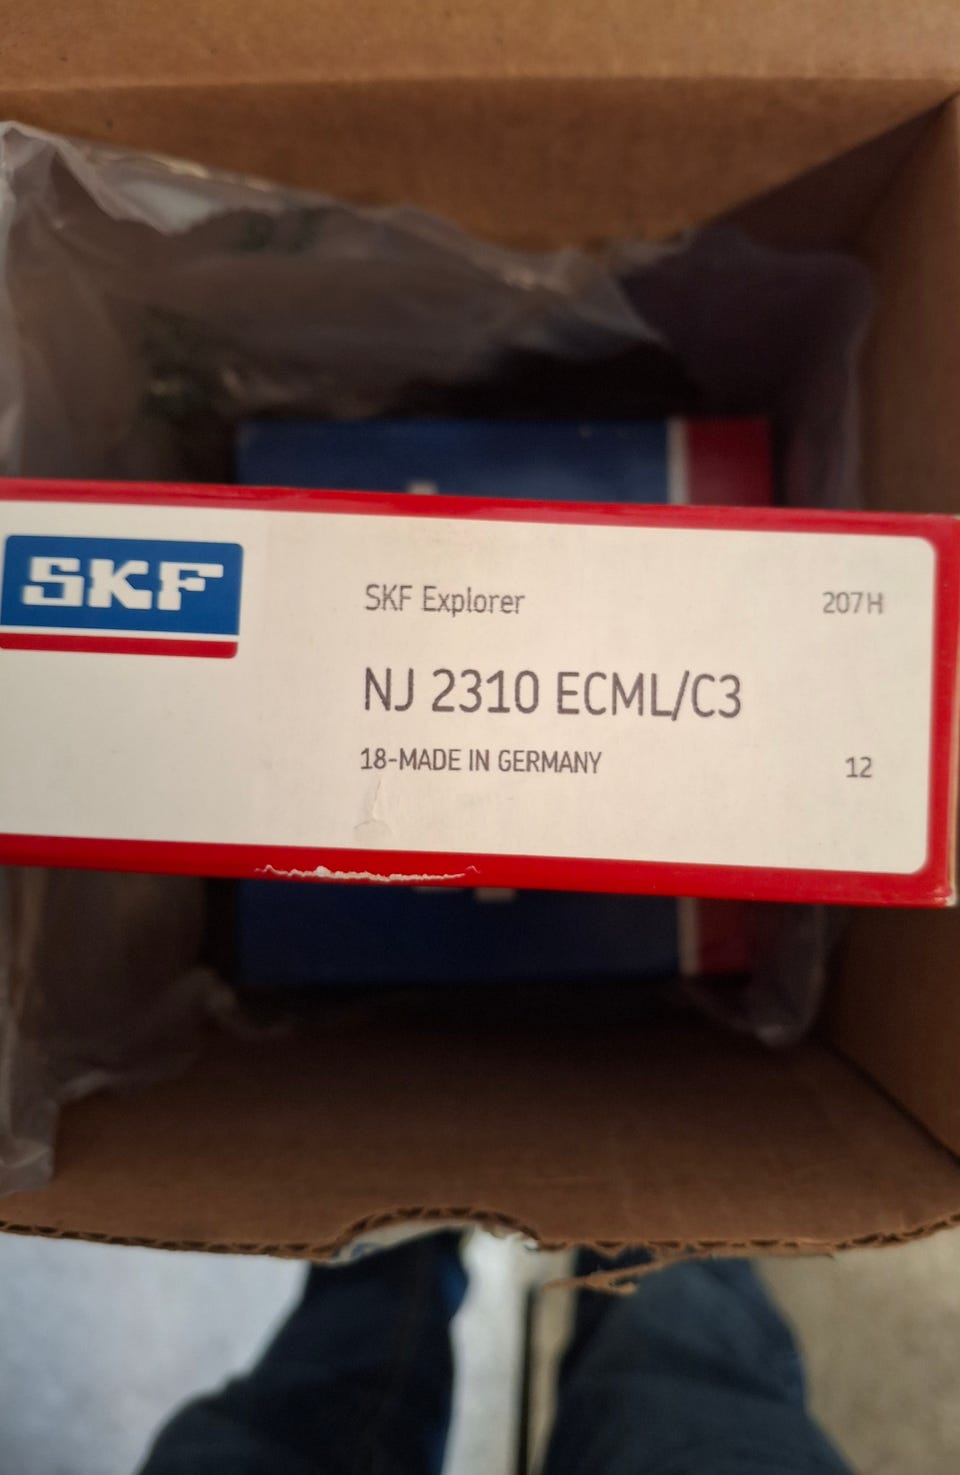 SKF
SKF Explorer 207H
NJ 2310 ECML/C3
18-MADE IN GERMANY 12